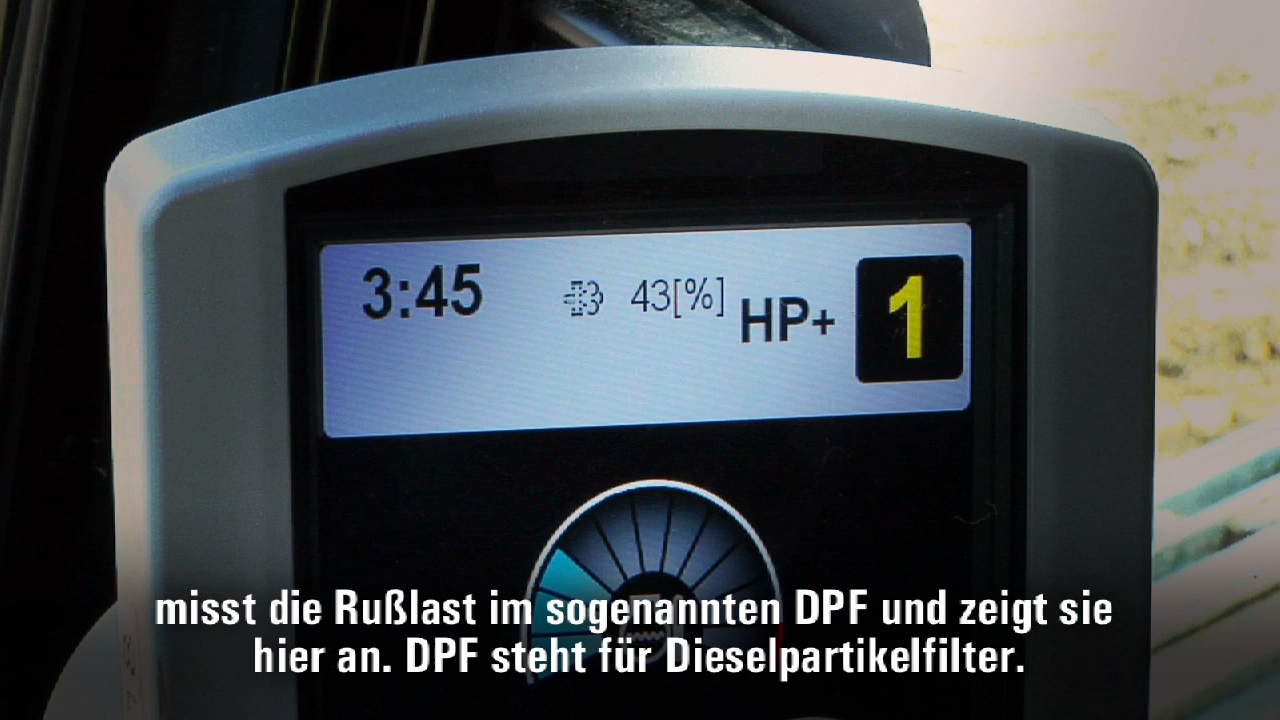 3:45 43[%] HP+ 1
misst die Rußlast im sogenannten DPF und zeigt sie
hier an. DPF steht für Dieselpartikelfilter.